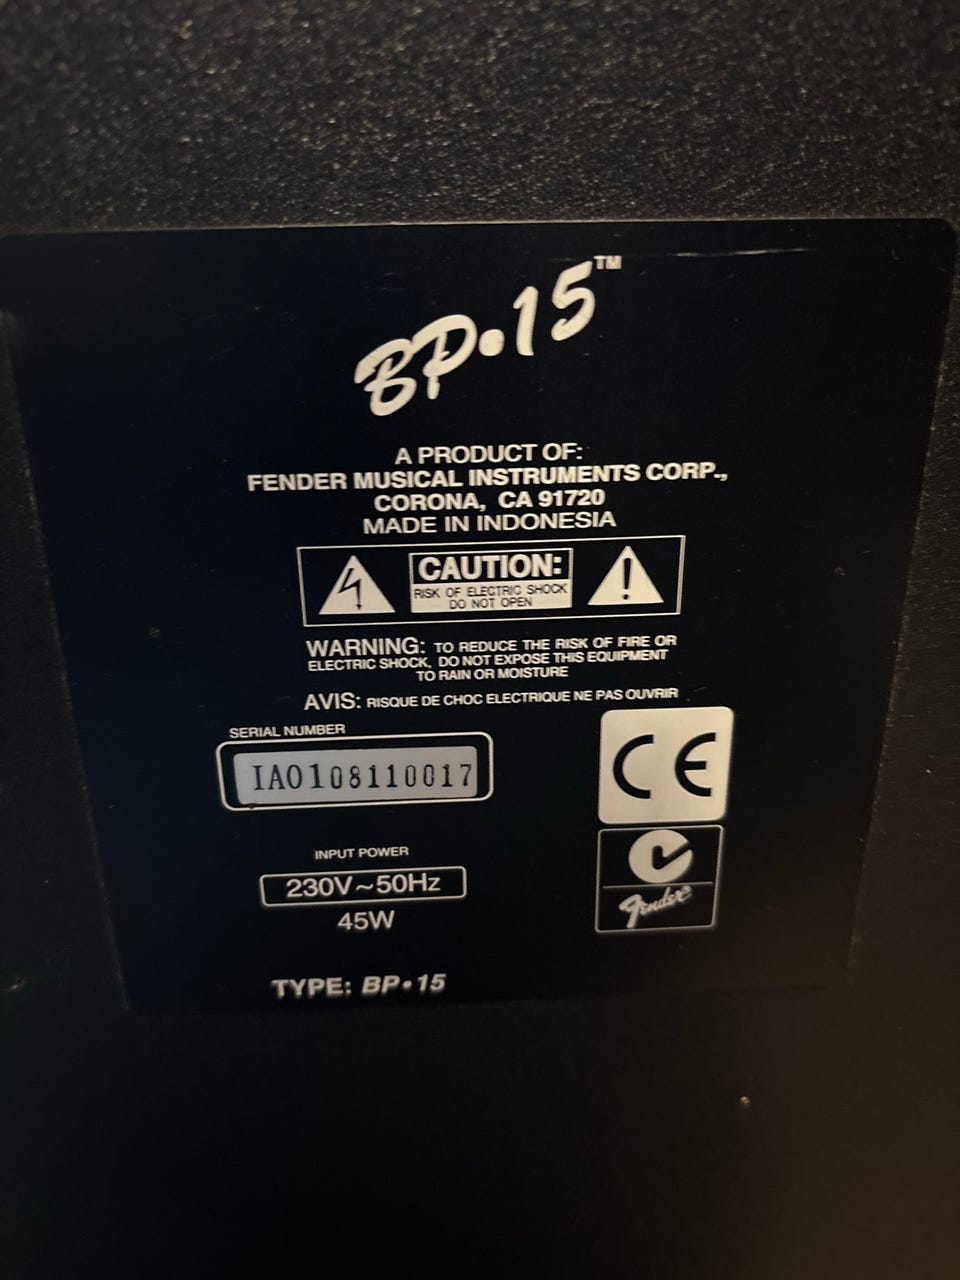 BP•15™
A PRODUCT OF:
FENDER MUSICAL INSTRUMENTS CORP.,
CORONA, CA 91720
MADE IN INDONESIA
CAUTION:
RISK OF ELECTRIC SHOCK
DO NOT OPEN
WARNING: TO REDUCE THE RISK OF FIRE OR
ELECTRIC SHOCK, DO NOT EXPOSE THIS EQUIPMENT
TO RAIN OR MOISTURE
AVIS: RISQUE DE CHOC ELECTRIQUE NE PAS OUVRIR
SERIAL NUMBER
IA0108110017
CE
INPUT POWER
230V~50Hz
45W
Fender®
TYPE: BP•15